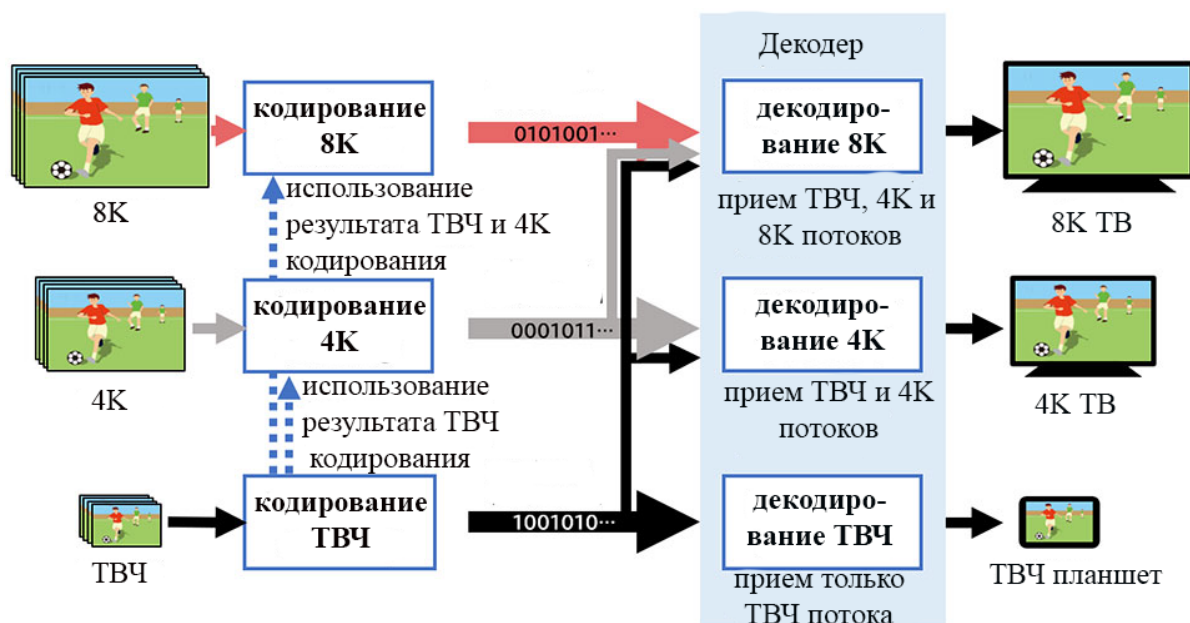 Декодер
кодирование
8K
0101001···
декодиро-
вание 8K
8K
использование
результата ТВЧ и 4K
кодирования
прием ТВЧ, 4K и
8K потоков
8K ТВ
кодирование
4K
0001011···
декодиро-
вание 4K
4K
использование
результата ТВЧ
кодирования
прием ТВЧ и 4K
потоков
4K ТВ
кодирование
ТВЧ
1001010···
декодиро-
вание ТВЧ
ТВЧ
прием только
ТВЧ потока
ТВЧ планшет